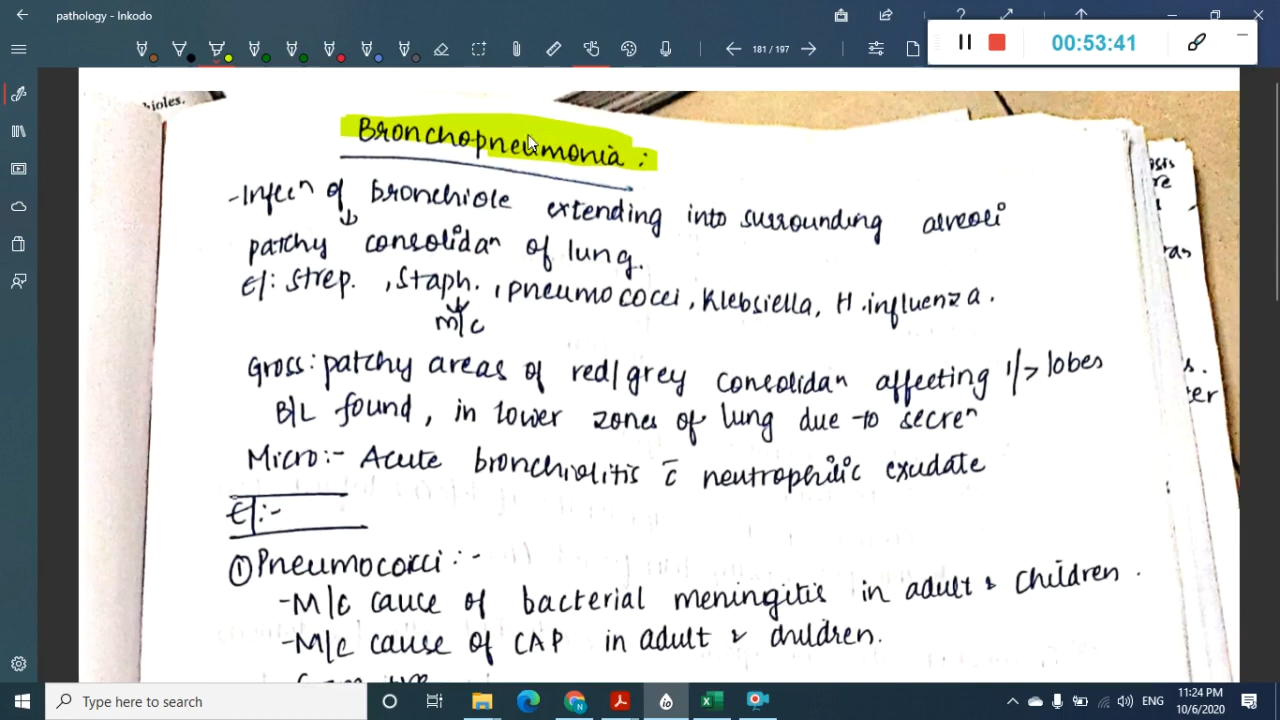 pathology - Inkodo
181 / 197
00:53:41
ioles.
Bronchopneumonia :
-Infecn of bronchiole extending into surrounding alveoli
↓
patchy consolidan of lung.
E/: strep. , staph. , pneumococci, Klebsiella, H. influenza.
↓
m/c
Gross: patchy areas of red/grey consolidan affecting 1/> lobes
B/L found, in lower zones of lung due to secren
Micro:- Acute bronchiolitis c̄ neutrophilic exudate
E/:-
① Pneumococci :-
-M/c cause of bacterial meningitis in adult & children.
-M/c cause of CAP in adult & children.
Type here to search
ENG
11:24 PM
10/6/2020